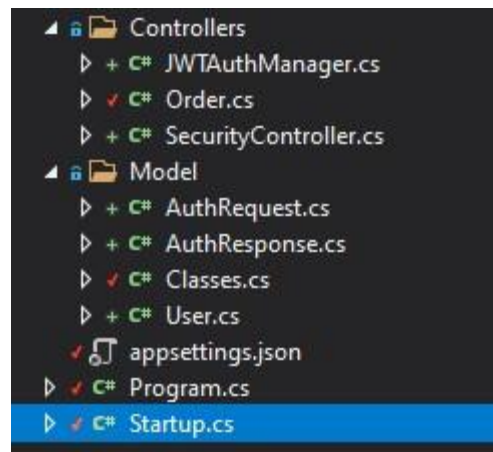 Controllers
C# JWTAuthManager.cs
C# Order.cs
C# SecurityController.cs
Model
C# AuthRequest.cs
C# AuthResponse.cs
C# Classes.cs
C# User.cs
appsettings.json
C# Program.cs
C# Startup.cs